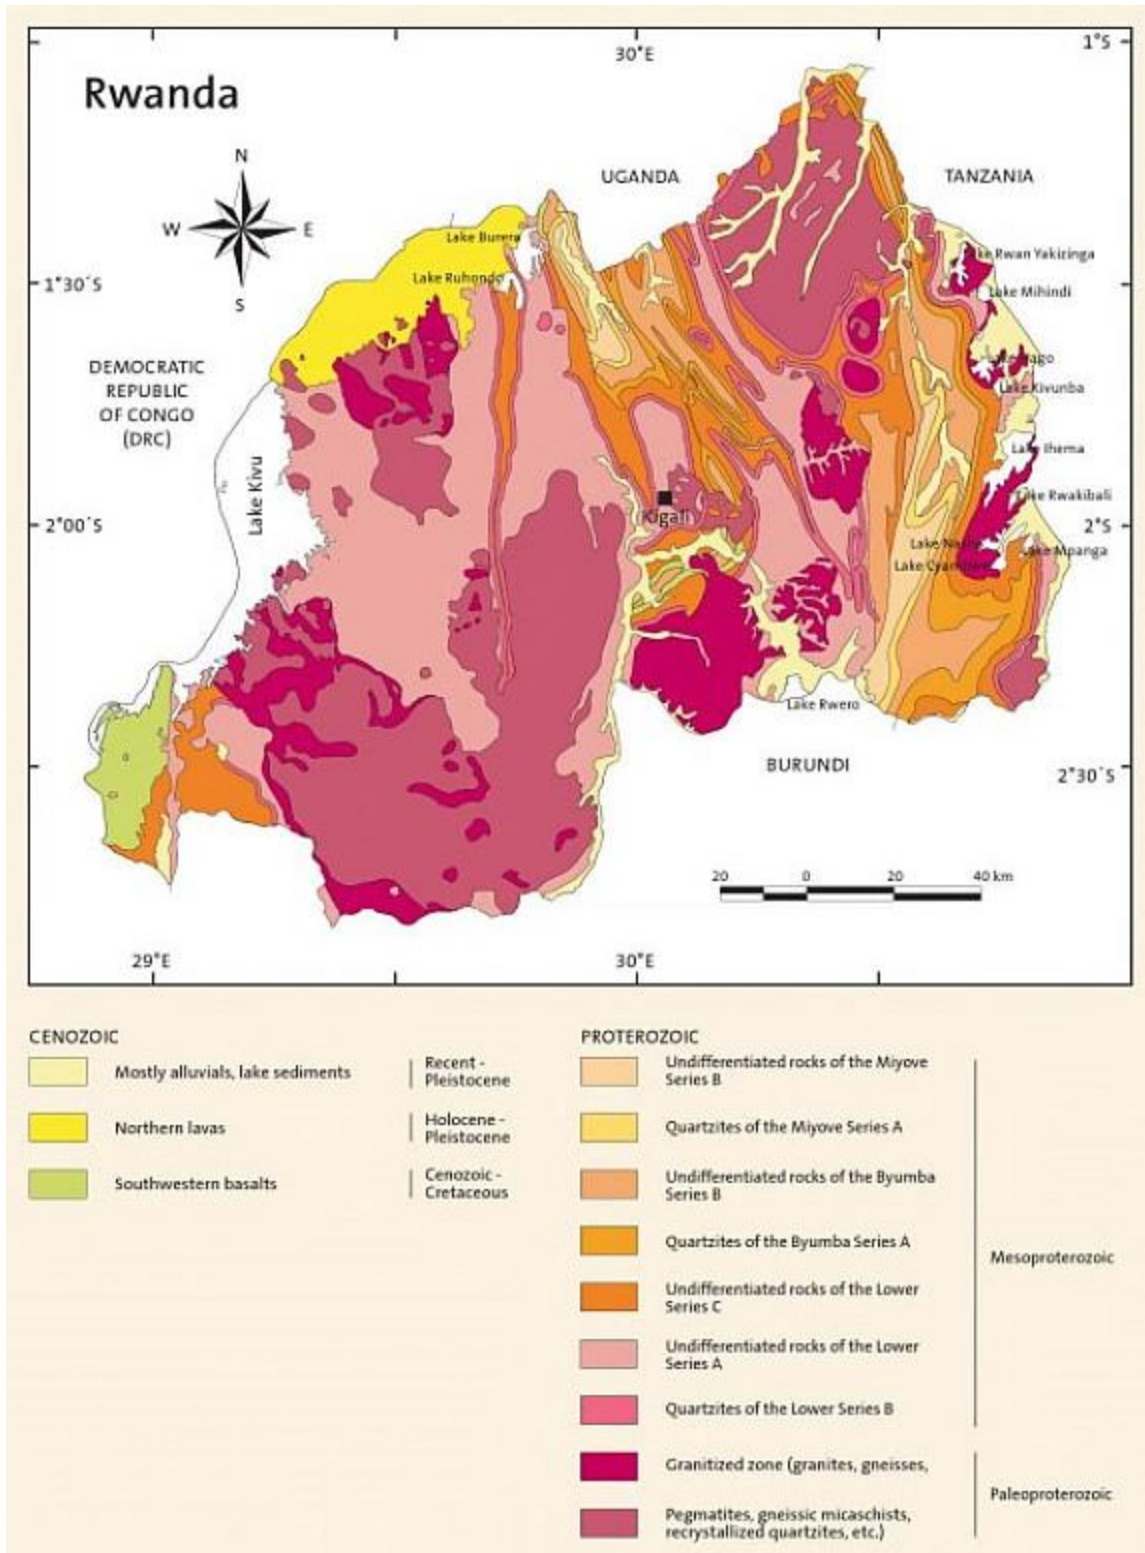 Rwanda
30°E
1°S
N
W
E
S
UGANDA
TANZANIA
Lake Burera
Lake Ruhondo
Lake Rwan Yakizinga
Lake Mihindi
1°30´S
DEMOCRATIC
REPUBLIC
OF CONGO
(DRC)
Lake Kivu
Lake Kivunba
Lake Ihema
Lake Rwakibali
2°00´S
2°S
Kigali
Lake
Lake Mpanga
Lake
Lake Rwero
BURUNDI
2°30´S
20
0
20
40 km
29°E
30°E
CENOZOIC
Mostly alluvials, lake sediments
Recent -
Pleistocene
Northern lavas
Holocene -
Pleistocene
Southwestern basalts
Cenozoic -
Cretaceous
PROTEROZOIC
Undifferentiated rocks of the Miyove
Series B
Quartzites of the Miyove Series A
Undifferentiated rocks of the Byumba
Series B
Quartzites of the Byumba Series A
Undifferentiated rocks of the Lower
Series C
Undifferentiated rocks of the Lower
Series A
Quartzites of the Lower Series B
Mesoproterozoic
Granitized zone (granites, gneisses,
Pegmatites, gneissic micaschists,
recrystallized quartzites, etc.)
Paleoproterozoic